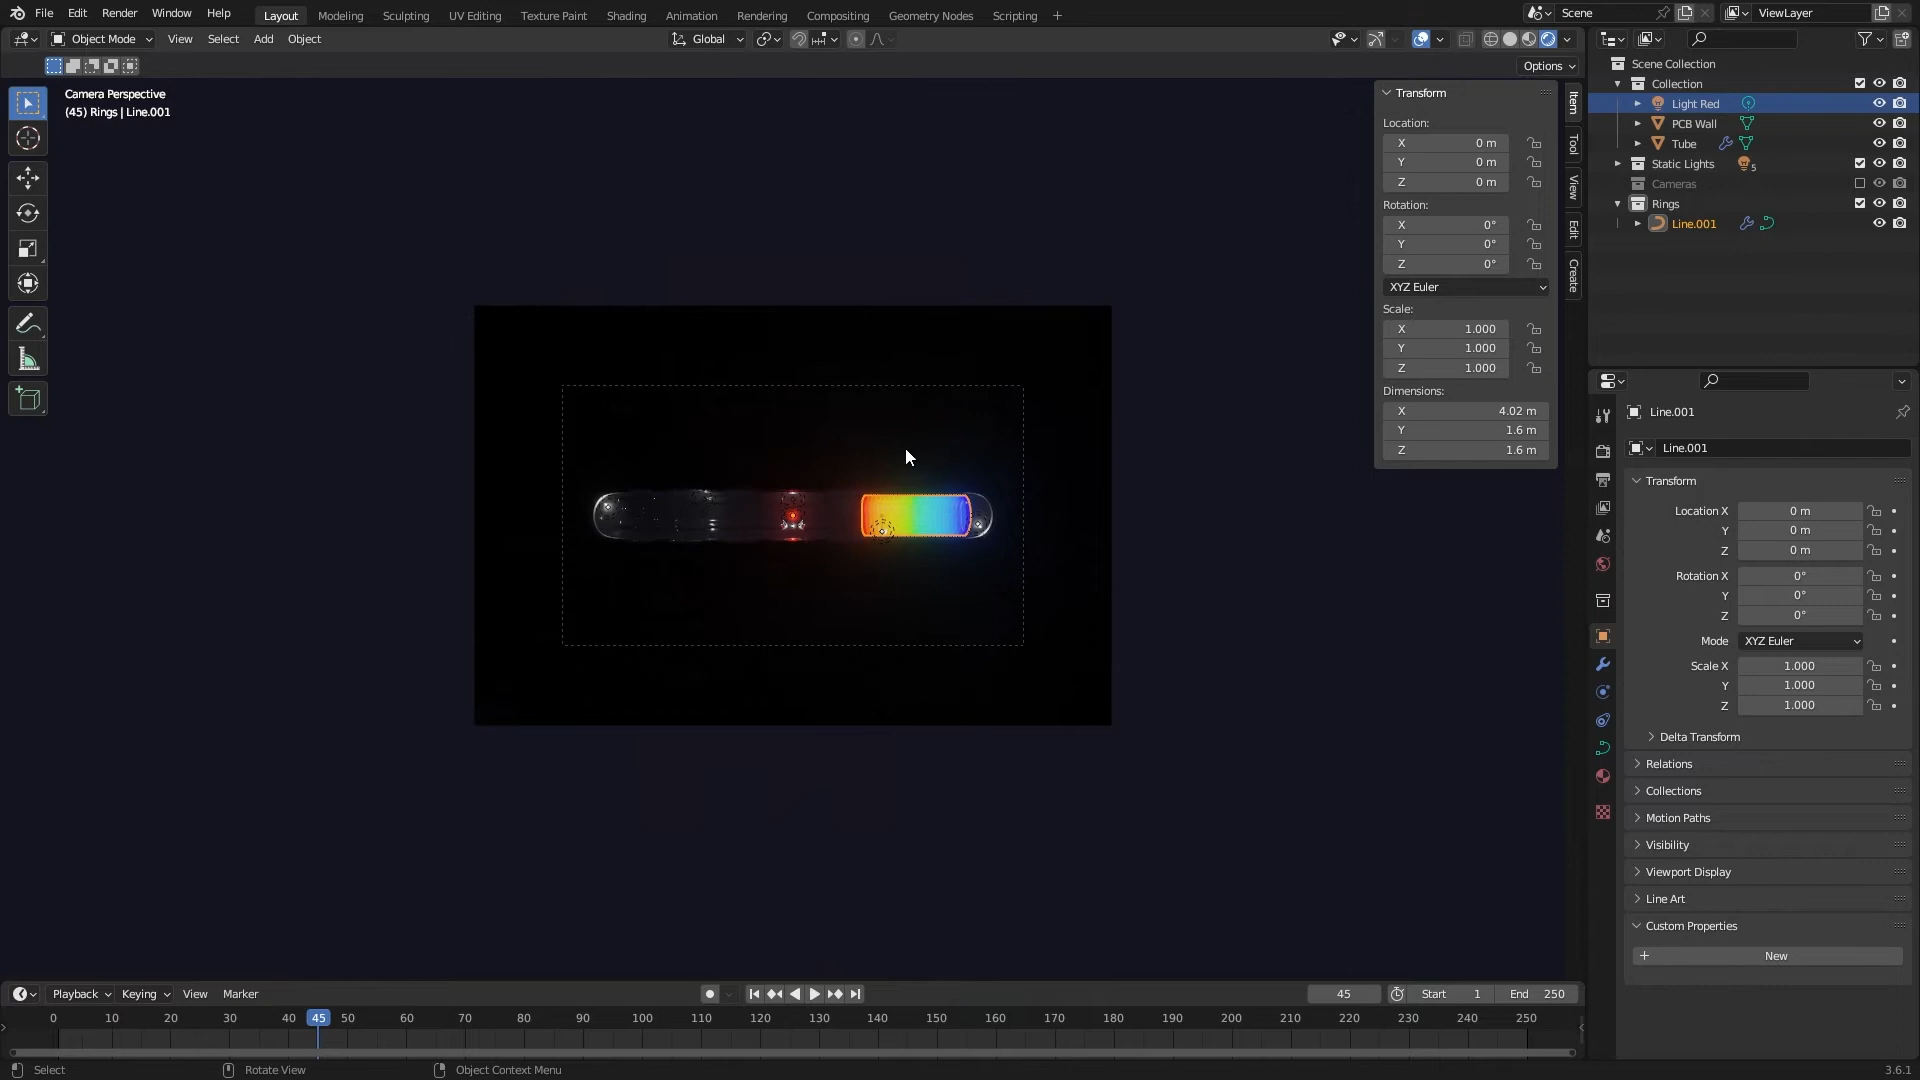 File Edit Render Window Help Layout Modeling Sculpting UV Editing Texture Paint Shading Animation Rendering Compositing Geometry Nodes Scripting + Scene ViewLayer
Object Mode View Select Add Object Global
Options
Camera Perspective
(45) Rings | Line.001
Transform
Location:
X 0 m
Y 0 m
Z 0 m
Rotation:
X 0°
Y 0°
Z 0°
XYZ Euler
Scale:
X 1.000
Y 1.000
Z 1.000
Dimensions:
X 4.02 m
Y 1.6 m
Z 1.6 m
Item
Tool
View
Edit
Create
Scene Collection
Collection
Light Red
PCB Wall
Tube
Static Lights 5
Cameras
Rings
Line.001
Line.001
Line.001
Transform
Location X 0 m
Y 0 m
Z 0 m
Rotation X 0°
Y 0°
Z 0°
Mode XYZ Euler
Scale X 1.000
Y 1.000
Z 1.000
Delta Transform
Relations
Collections
Motion Paths
Visibility
Viewport Display
Line Art
Custom Properties
+ New
Playback Keying View Marker 45 Start 1 End 250
0 10 20 30 40 45 50 60 70 80 90 100 110 120 130 140 150 160 170 180 190 200 210 220 230 240 250
Select Rotate View Object Context Menu 3.6.1